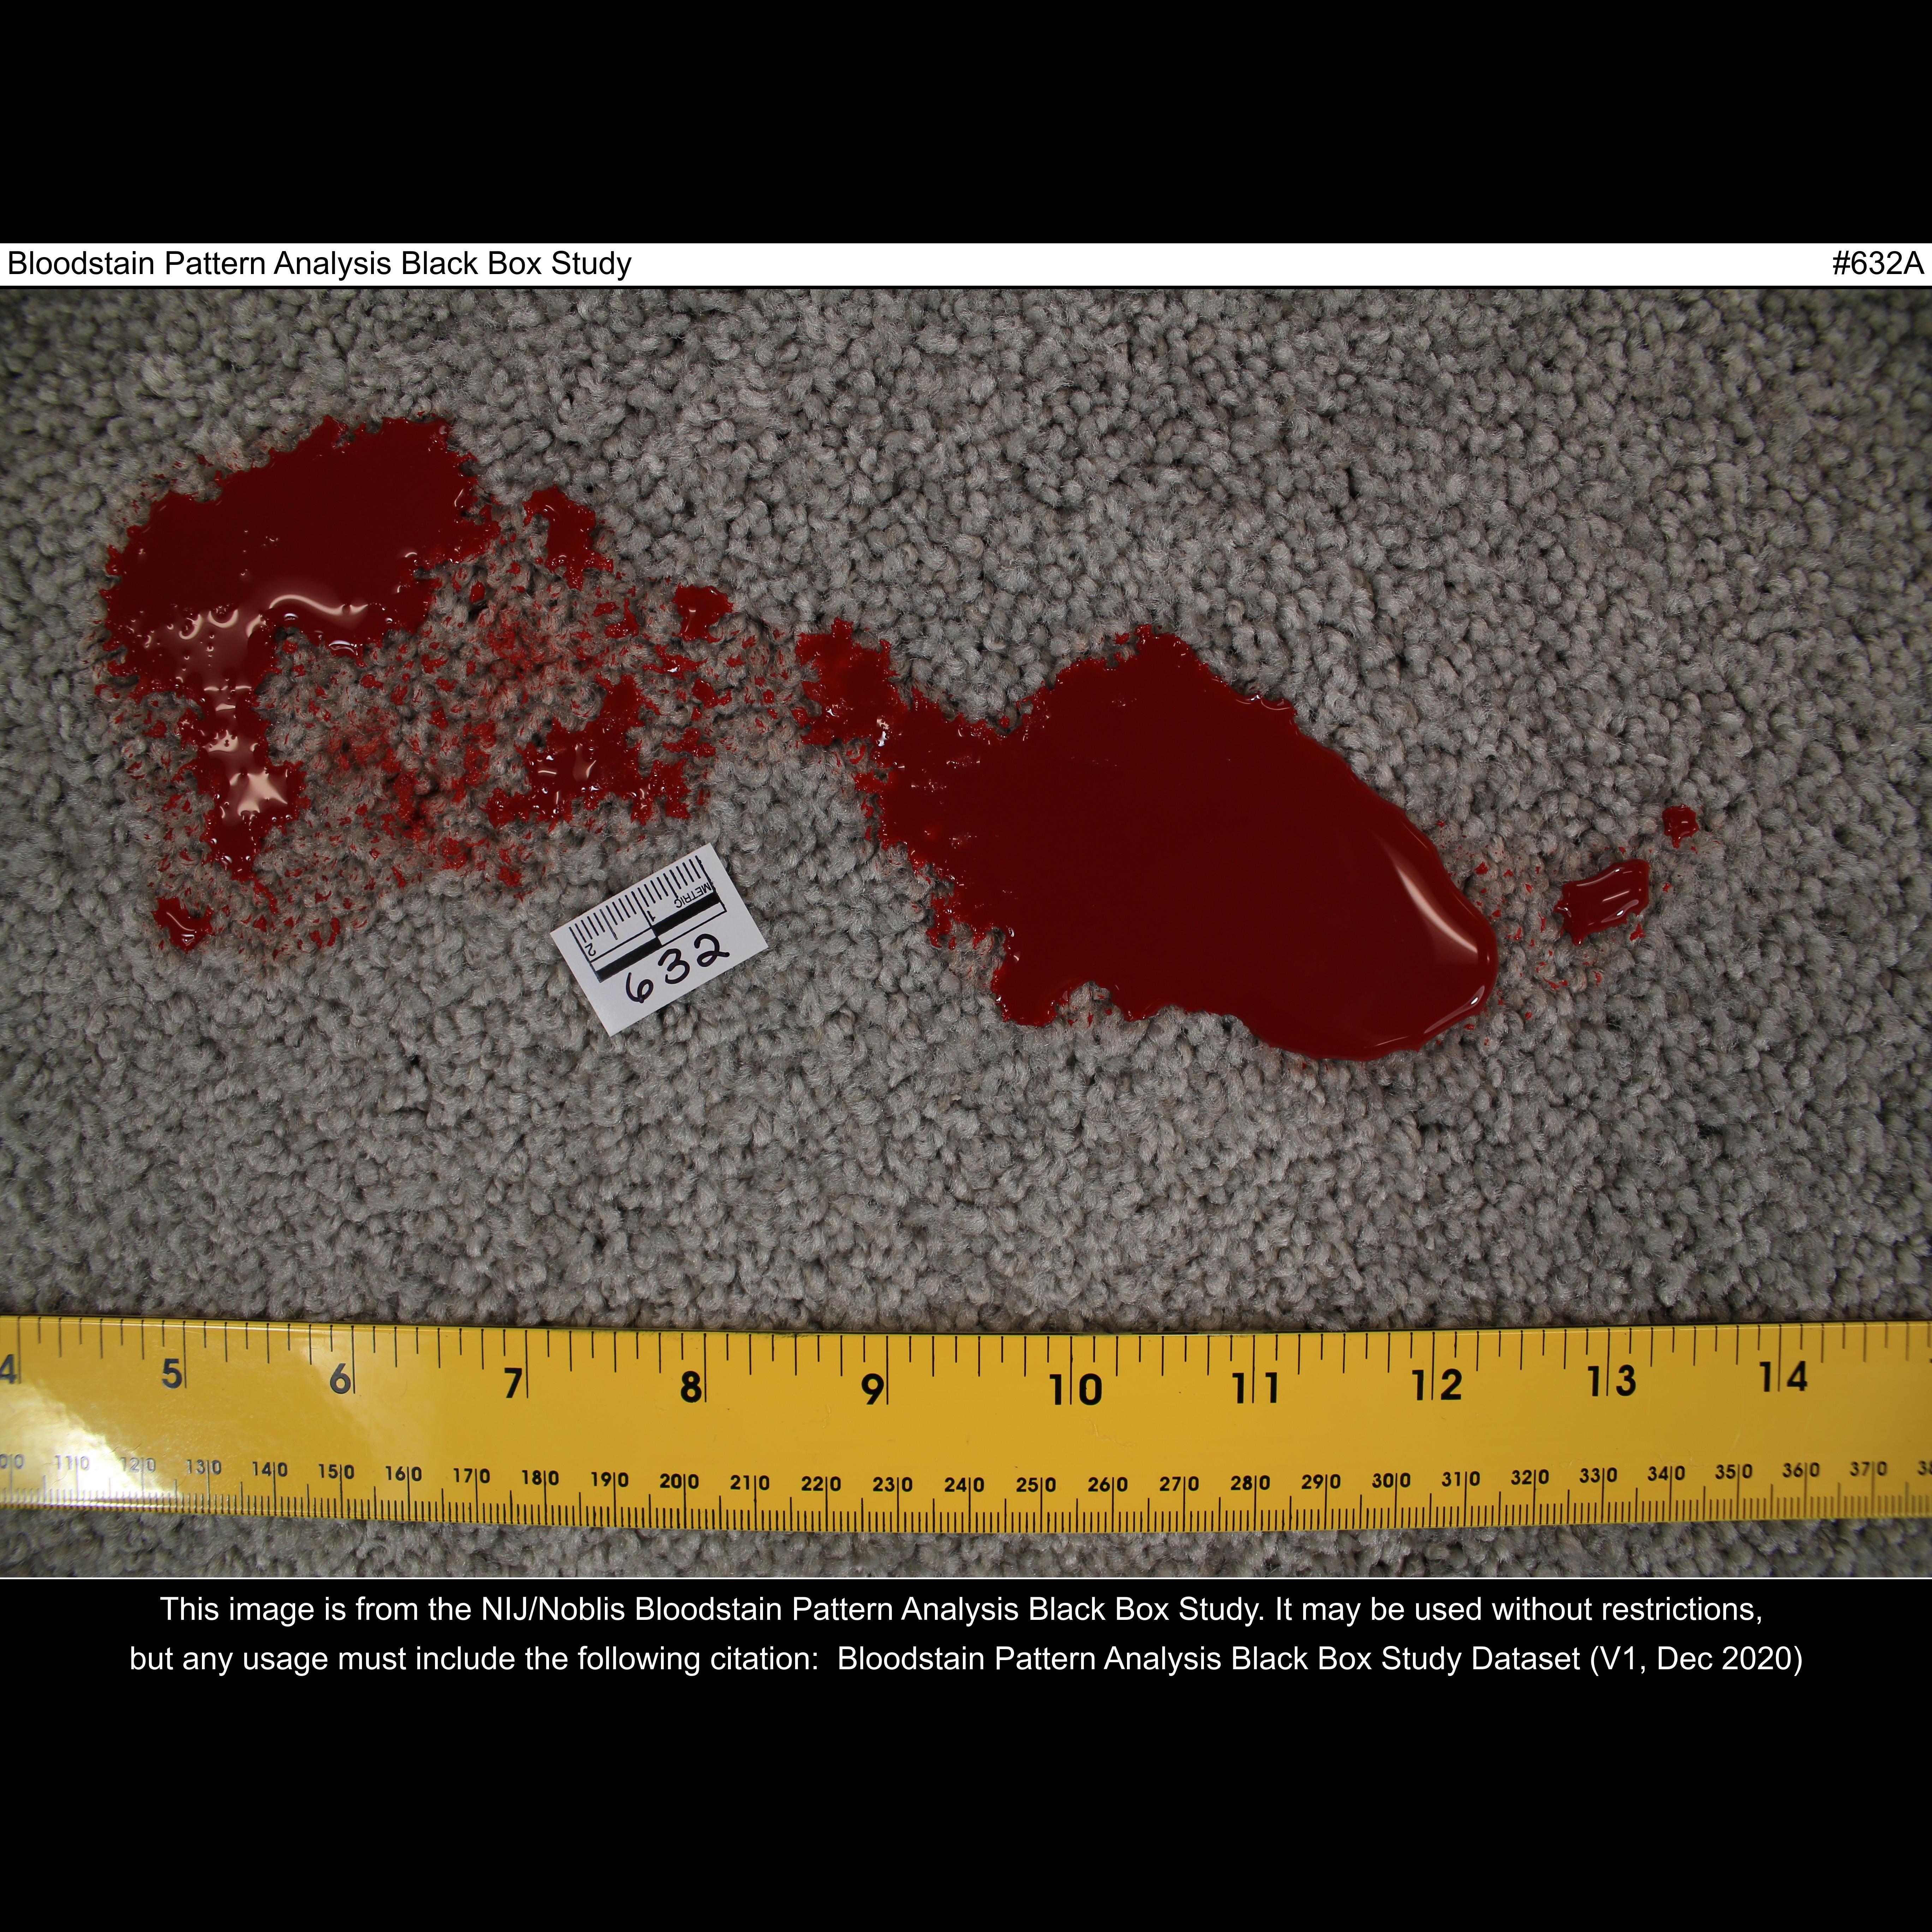 Bloodstain Pattern Analysis Black Box Study #632A
METRIC
1
2
632
4 5 6 7 8 9 10 11 12 13 14
110 120 130 140 150 160 170 180 190 200 210 220 230 240 250 260 270 280 290 300 310 320 330 340 350 360 370
This image is from the NIJ/Noblis Bloodstain Pattern Analysis Black Box Study. It may be used without restrictions,
but any usage must include the following citation: Bloodstain Pattern Analysis Black Box Study Dataset (V1, Dec 2020)